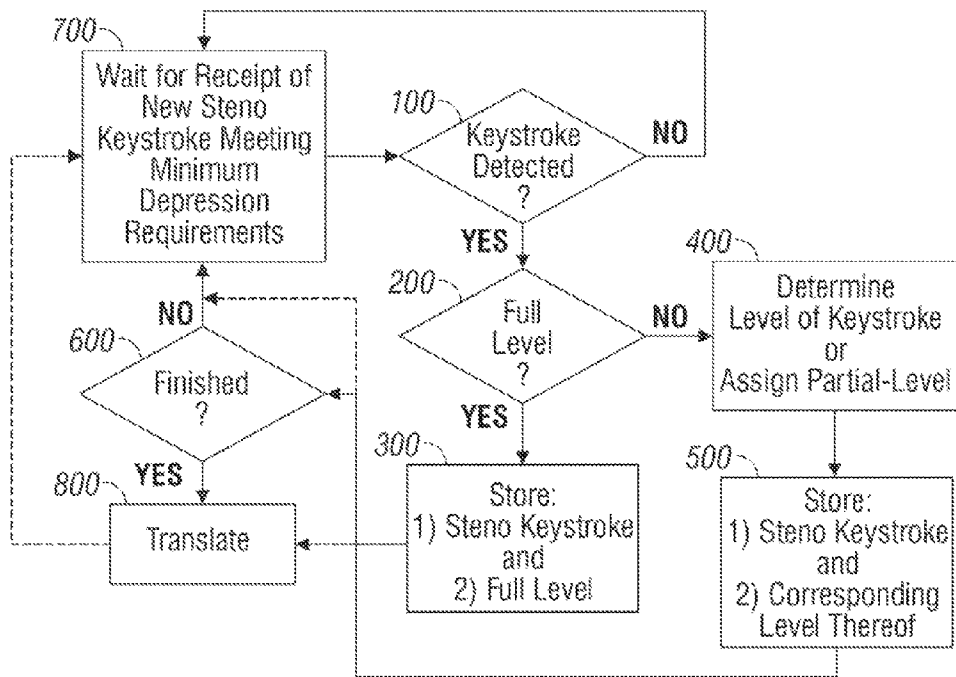 700
Wait for Receipt of
New Steno
Keystroke Meeting
Minimum
Depression
Requirements
100
Keystroke
Detected
?
NO
YES
200
Full
Level
?
NO
YES
400
Determine
Level of Keystroke
or
Assign Partial-Level
NO
600
Finished
?
YES
300
Store:
1) Steno Keystroke
and
2) Full Level
500
Store:
1) Steno Keystroke
and
2) Corresponding
Level Thereof
800
Translate